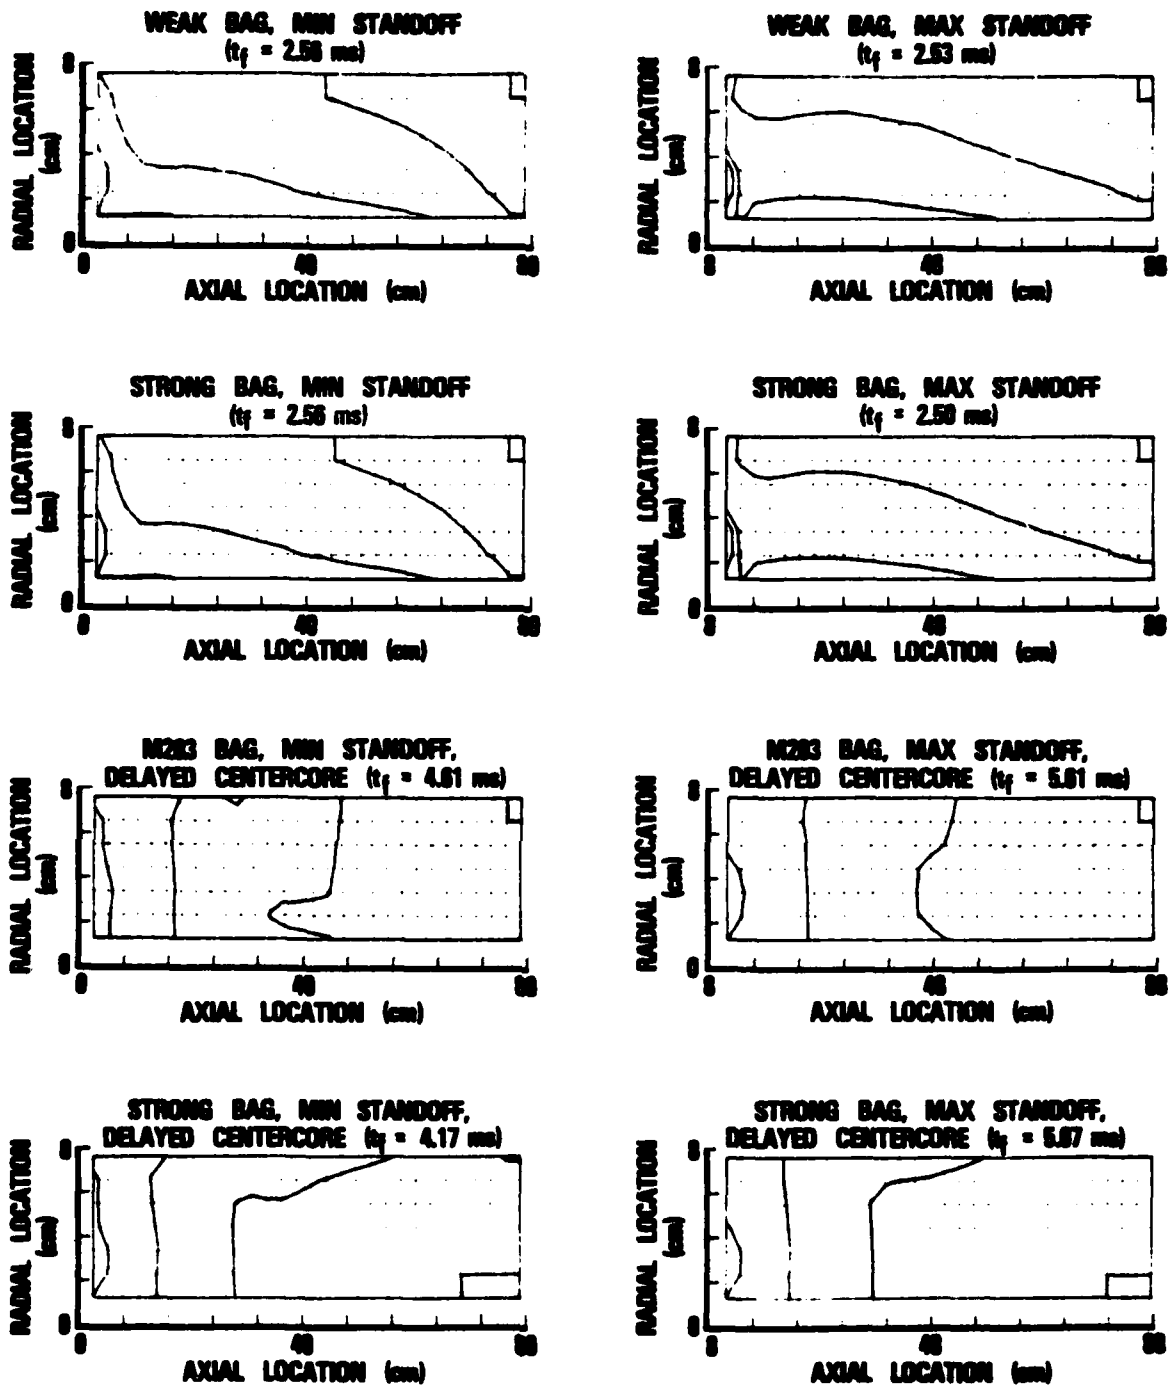 WEAK BAG, MIN STANDOFF
(tf = 2.58 ms)
RADIAL LOCATION
(cm)
8
0
0 40 80
AXIAL LOCATION (cm)
WEAK BAG, MAX STANDOFF
(tf = 2.53 ms)
RADIAL LOCATION
(cm)
8
0
0 40 80
AXIAL LOCATION (cm)
STRONG BAG, MIN STANDOFF
(tf = 2.56 ms)
RADIAL LOCATION
(cm)
8
0
0 40 80
AXIAL LOCATION (cm)
STRONG BAG, MAX STANDOFF
(tf = 2.50 ms)
RADIAL LOCATION
(cm)
8
0
0 40 80
AXIAL LOCATION (cm)
M203 BAG, MIN STANDOFF,
DELAYED CENTERCORE (tf = 4.61 ms)
RADIAL LOCATION
(cm)
8
0
0 40 80
AXIAL LOCATION (cm)
M203 BAG, MAX STANDOFF,
DELAYED CENTERCORE (tf = 5.61 ms)
RADIAL LOCATION
(cm)
8
0
0 40 80
AXIAL LOCATION (cm)
STRONG BAG, MIN STANDOFF,
DELAYED CENTERCORE (tf = 4.17 ms)
RADIAL LOCATION
(cm)
8
0
0 40 80
AXIAL LOCATION (cm)
STRONG BAG, MAX STANDOFF,
DELAYED CENTERCORE (tf = 5.67 ms)
RADIAL LOCATION
(cm)
8
0
0 40 80
AXIAL LOCATION (cm)